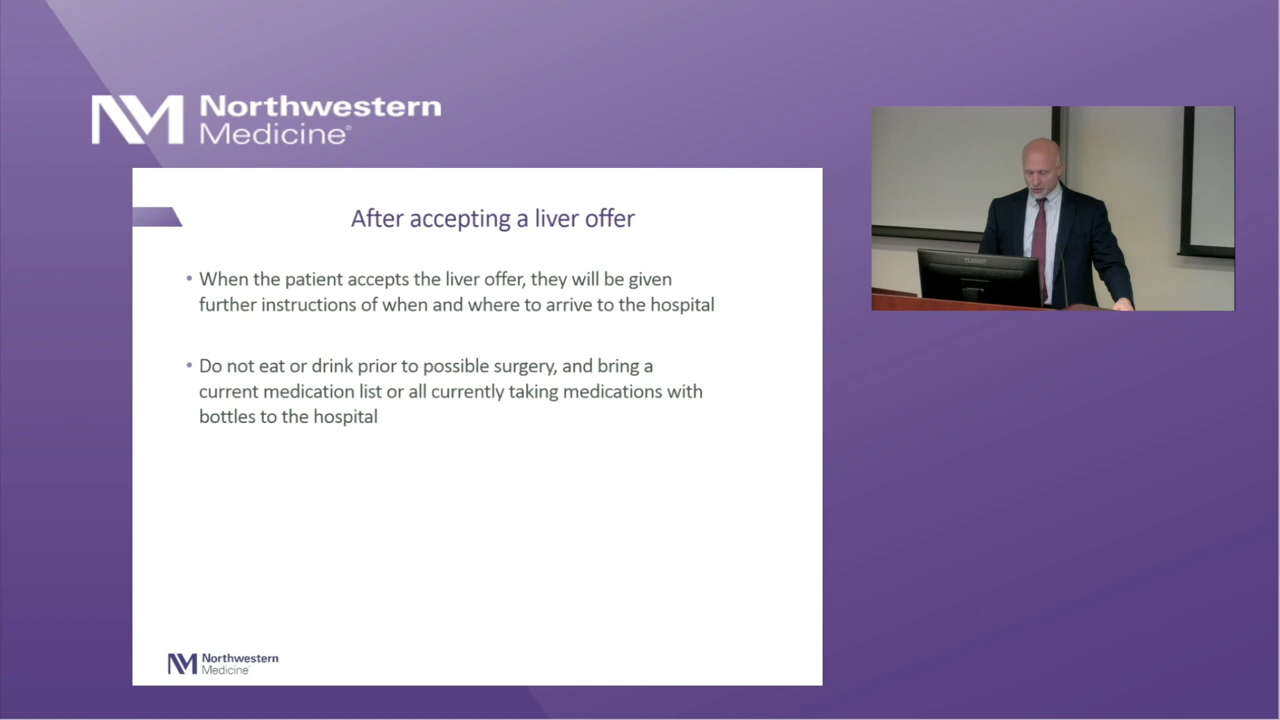 NM Northwestern
Medicine®
After accepting a liver offer
• When the patient accepts the liver offer, they will be given
further instructions of when and where to arrive to the hospital
• Do not eat or drink prior to possible surgery, and bring a
current medication list or all currently taking medications with
bottles to the hospital
NM Northwestern
Medicine